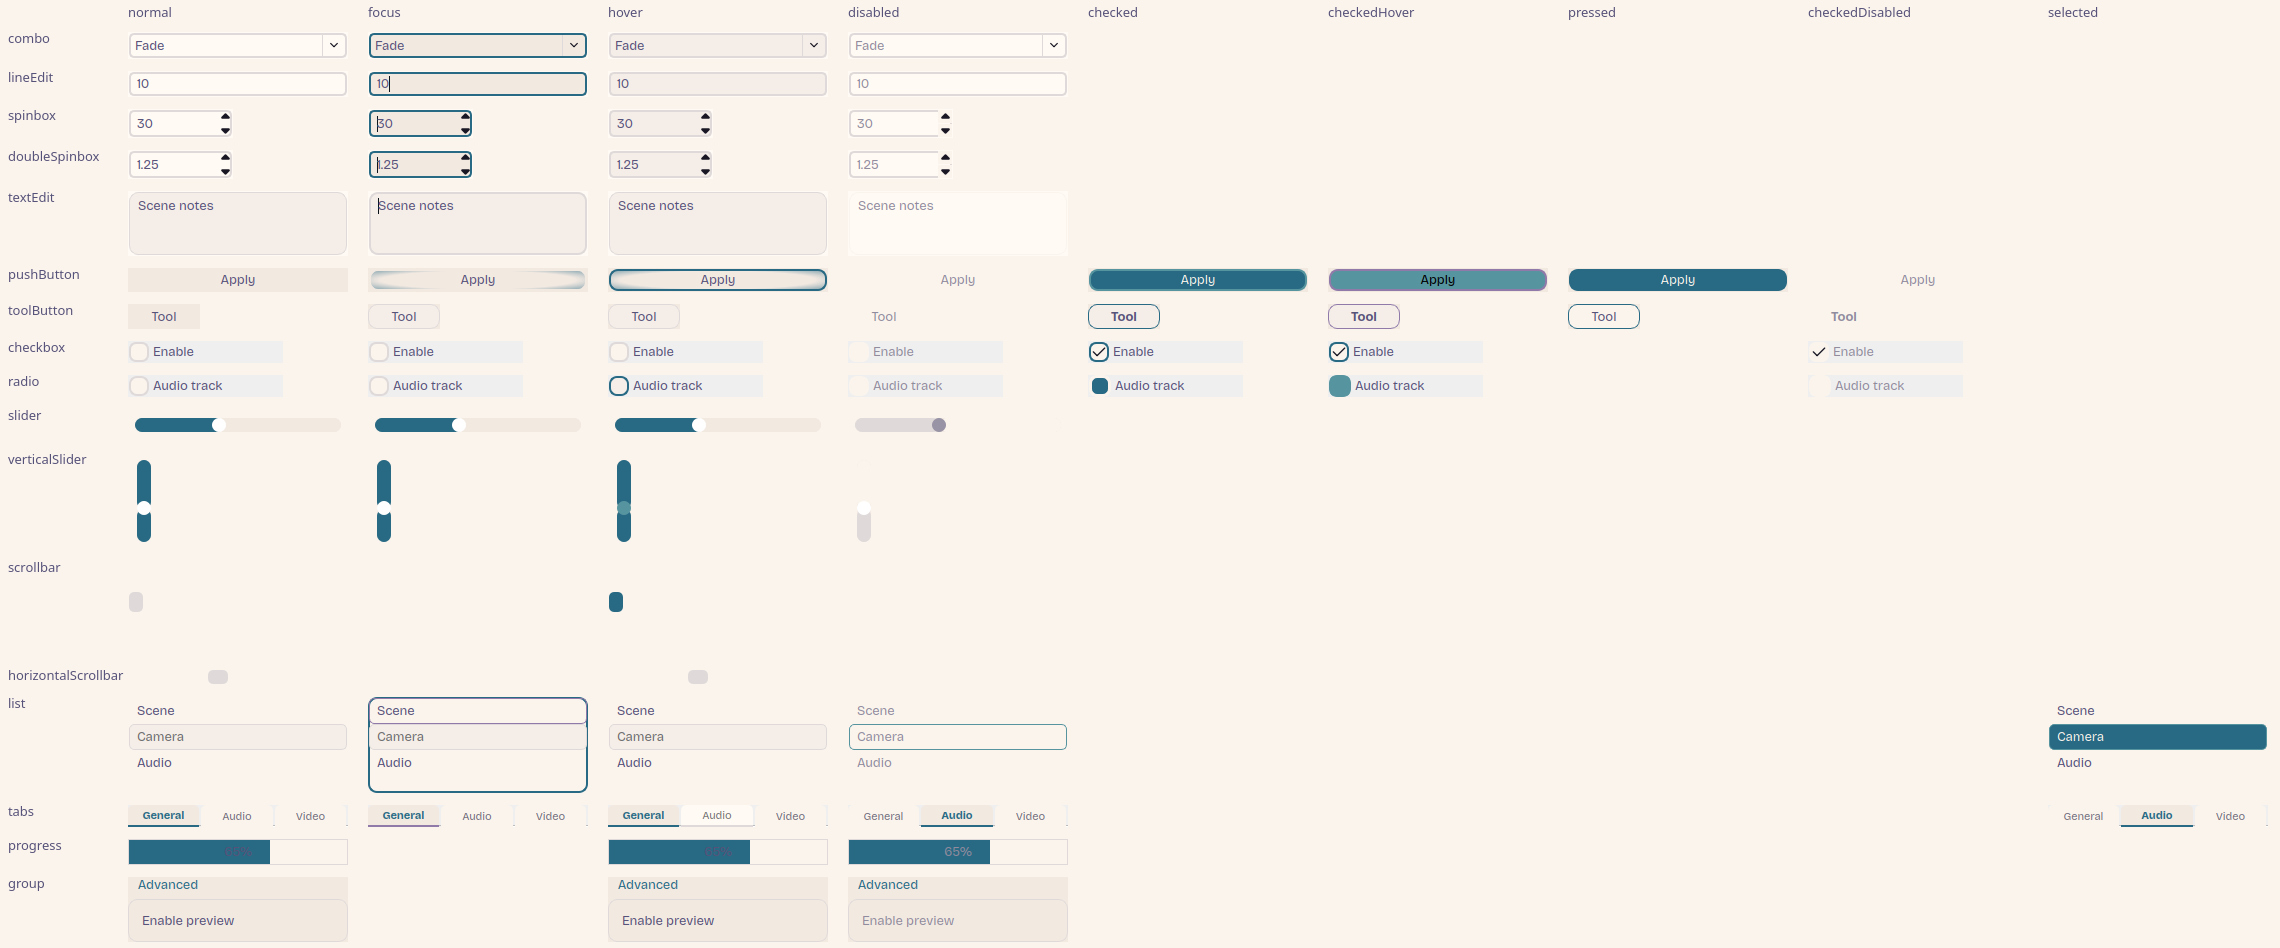 normal focus hover disabled checked checkedHover pressed checkedDisabled selected
combo Fade Fade Fade Fade
lineEdit 10 10 10 10
spinbox 30 30 30 30
doubleSpinbox 1.25 1.25 1.25 1.25
textEdit Scene notes Scene notes Scene notes Scene notes
pushButton Apply Apply Apply Apply Apply Apply Apply Apply
toolButton Tool Tool Tool Tool Tool Tool Tool Tool
checkbox Enable Enable Enable Enable Enable Enable Enable
radio Audio track Audio track Audio track Audio track Audio track Audio track Audio track
slider
verticalSlider
scrollbar
horizontalScrollbar
list Scene Scene Scene Scene Scene
Camera Camera Camera Camera Camera
Audio Audio Audio Audio Audio
tabs General Audio Video General Audio Video General Audio Video General Audio Video General Audio Video
progress 65%
group Advanced Advanced Advanced
Enable preview Enable preview Enable preview